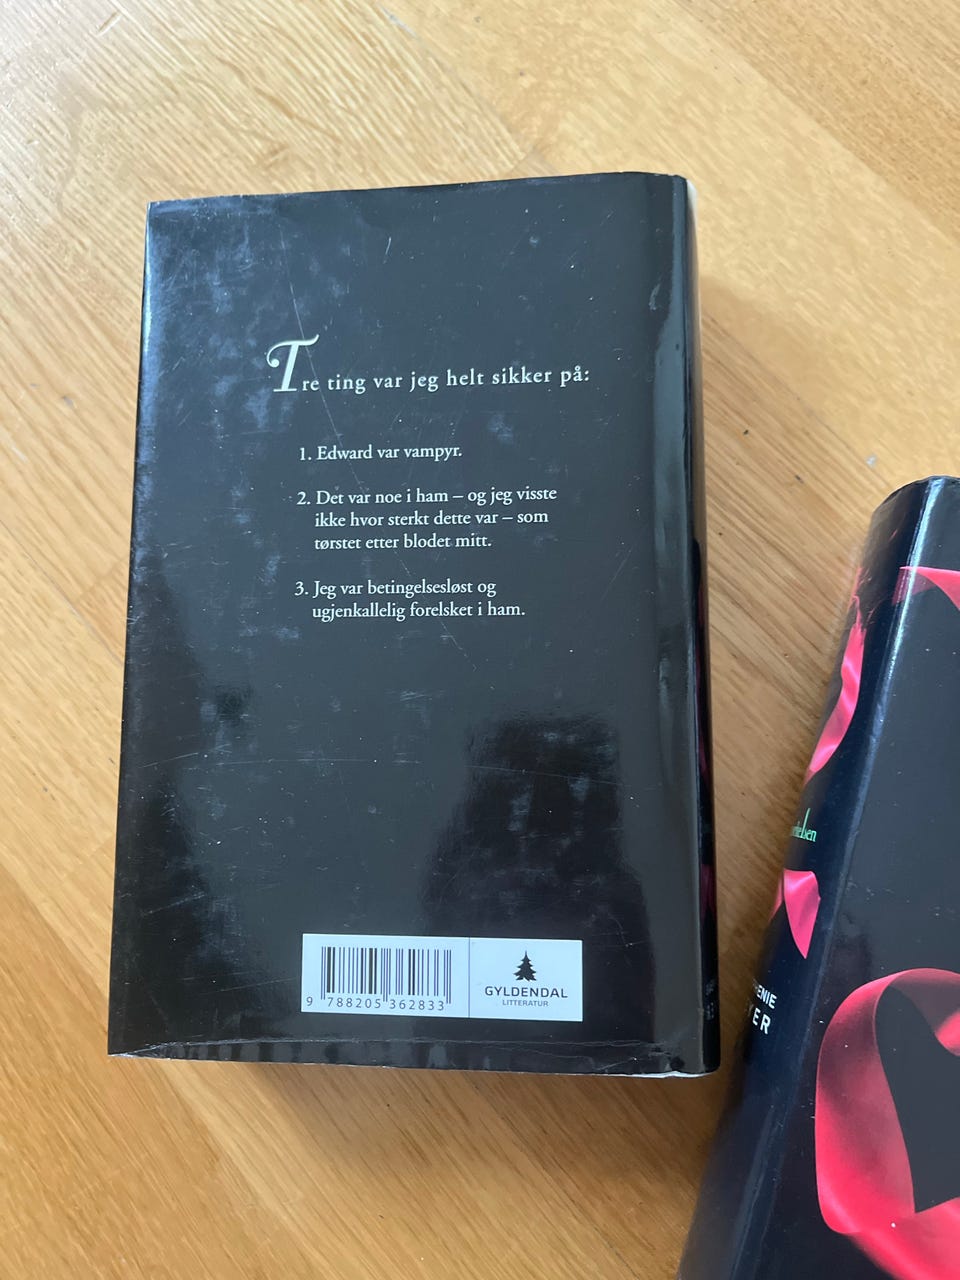 Tre ting var jeg helt sikker på:
1. Edward var vampyr.
2. Det var noe i ham – og jeg visste
ikke hvor sterkt dette var – som
tørstet etter blodet mitt.
3. Jeg var betingelsesløst og
ugjenkallelig forelsket i ham.
9 788205 362833
GYLDENDAL
LITTERATUR